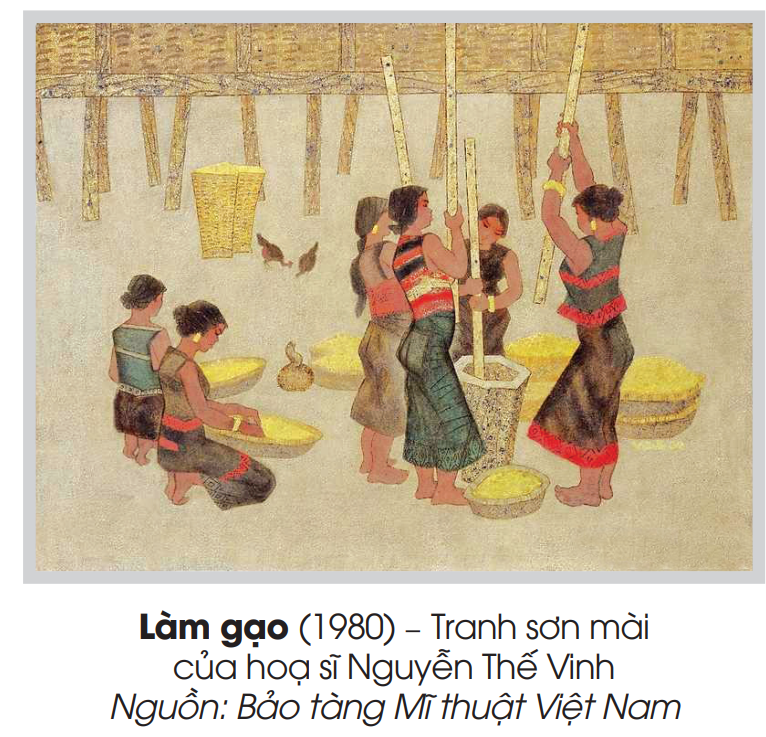 Làm gạo (1980) – Tranh sơn mài
của hoạ sĩ Nguyễn Thế Vinh
Nguồn: Bảo tàng Mĩ thuật Việt Nam